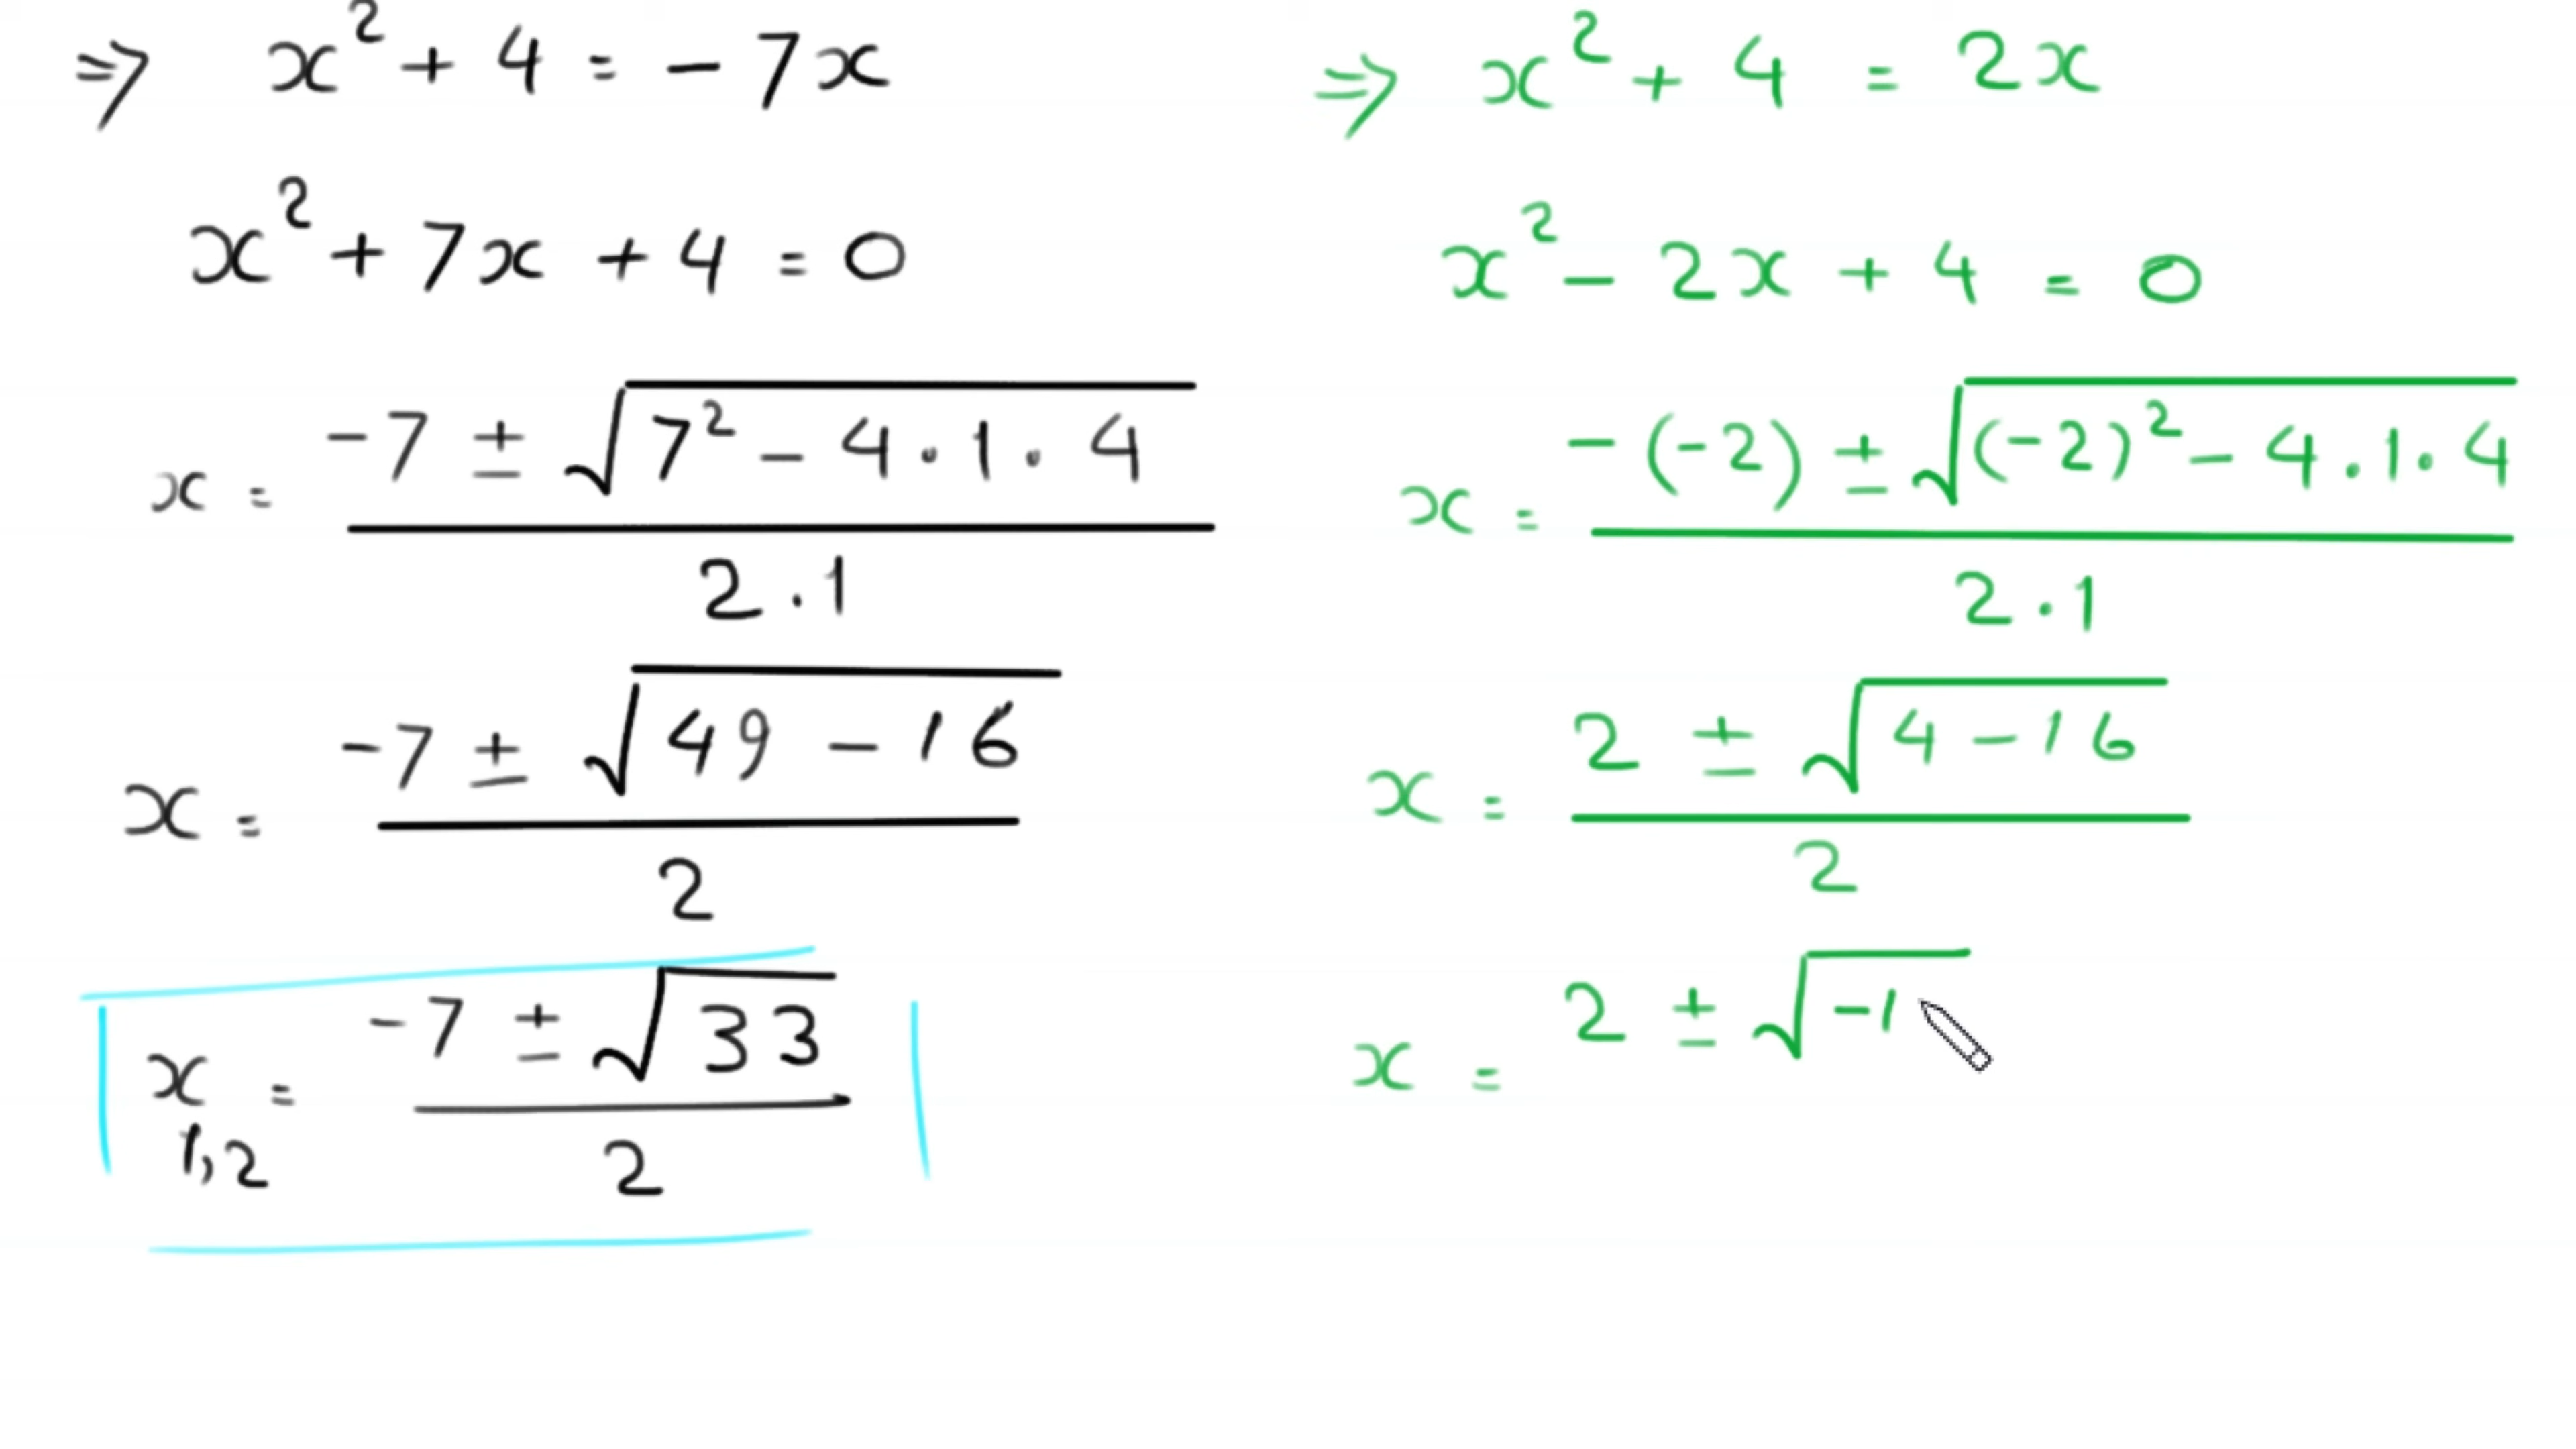 ⇒ x² + 4 = -7x
x² + 7x + 4 = 0
x = (-7 ± √(7² - 4·1·4)) / (2·1)
x = (-7 ± √(49 - 16)) / 2
x₁,₂ = (-7 ± √33) / 2
⇒ x² + 4 = 2x
x² - 2x + 4 = 0
x = (-(-2) ± √((-2)² - 4·1·4)) / (2·1)
x = (2 ± √(4 - 16)) / 2
x = 2 ± √(-1